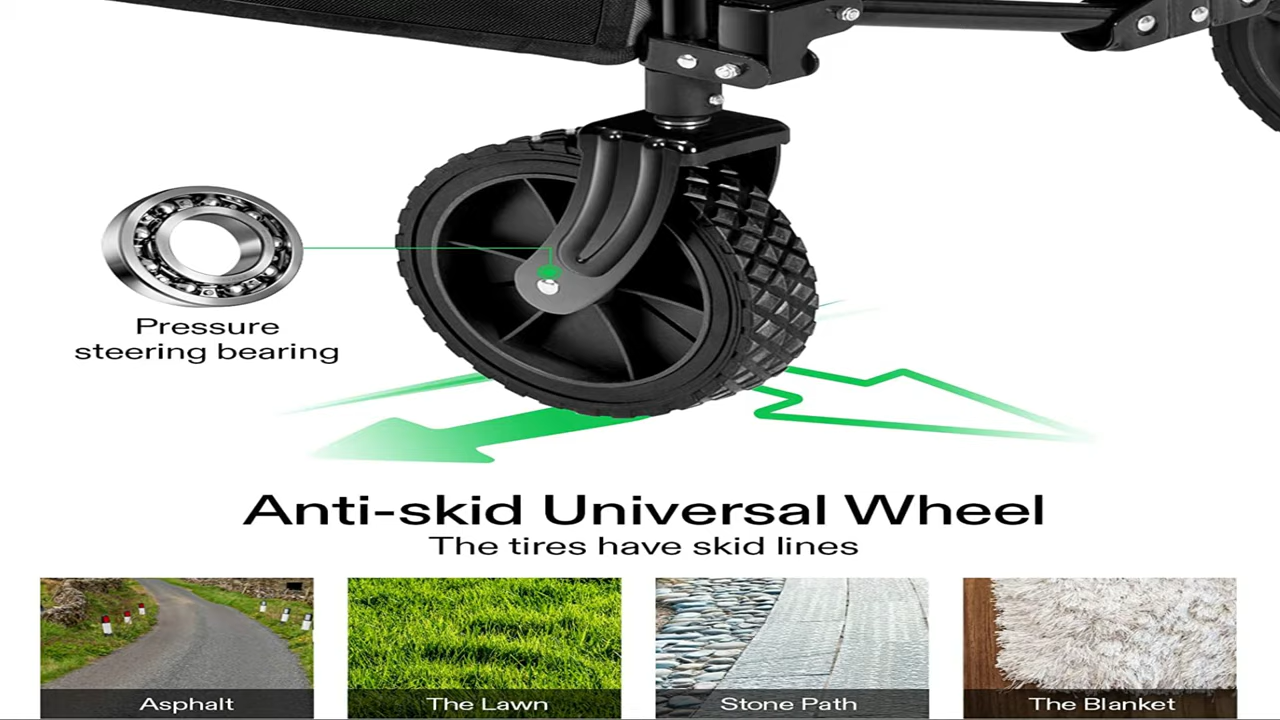 Pressure
steering bearing
Anti-skid Universal Wheel
The tires have skid lines
Asphalt
The Lawn
Stone Path
The Blanket